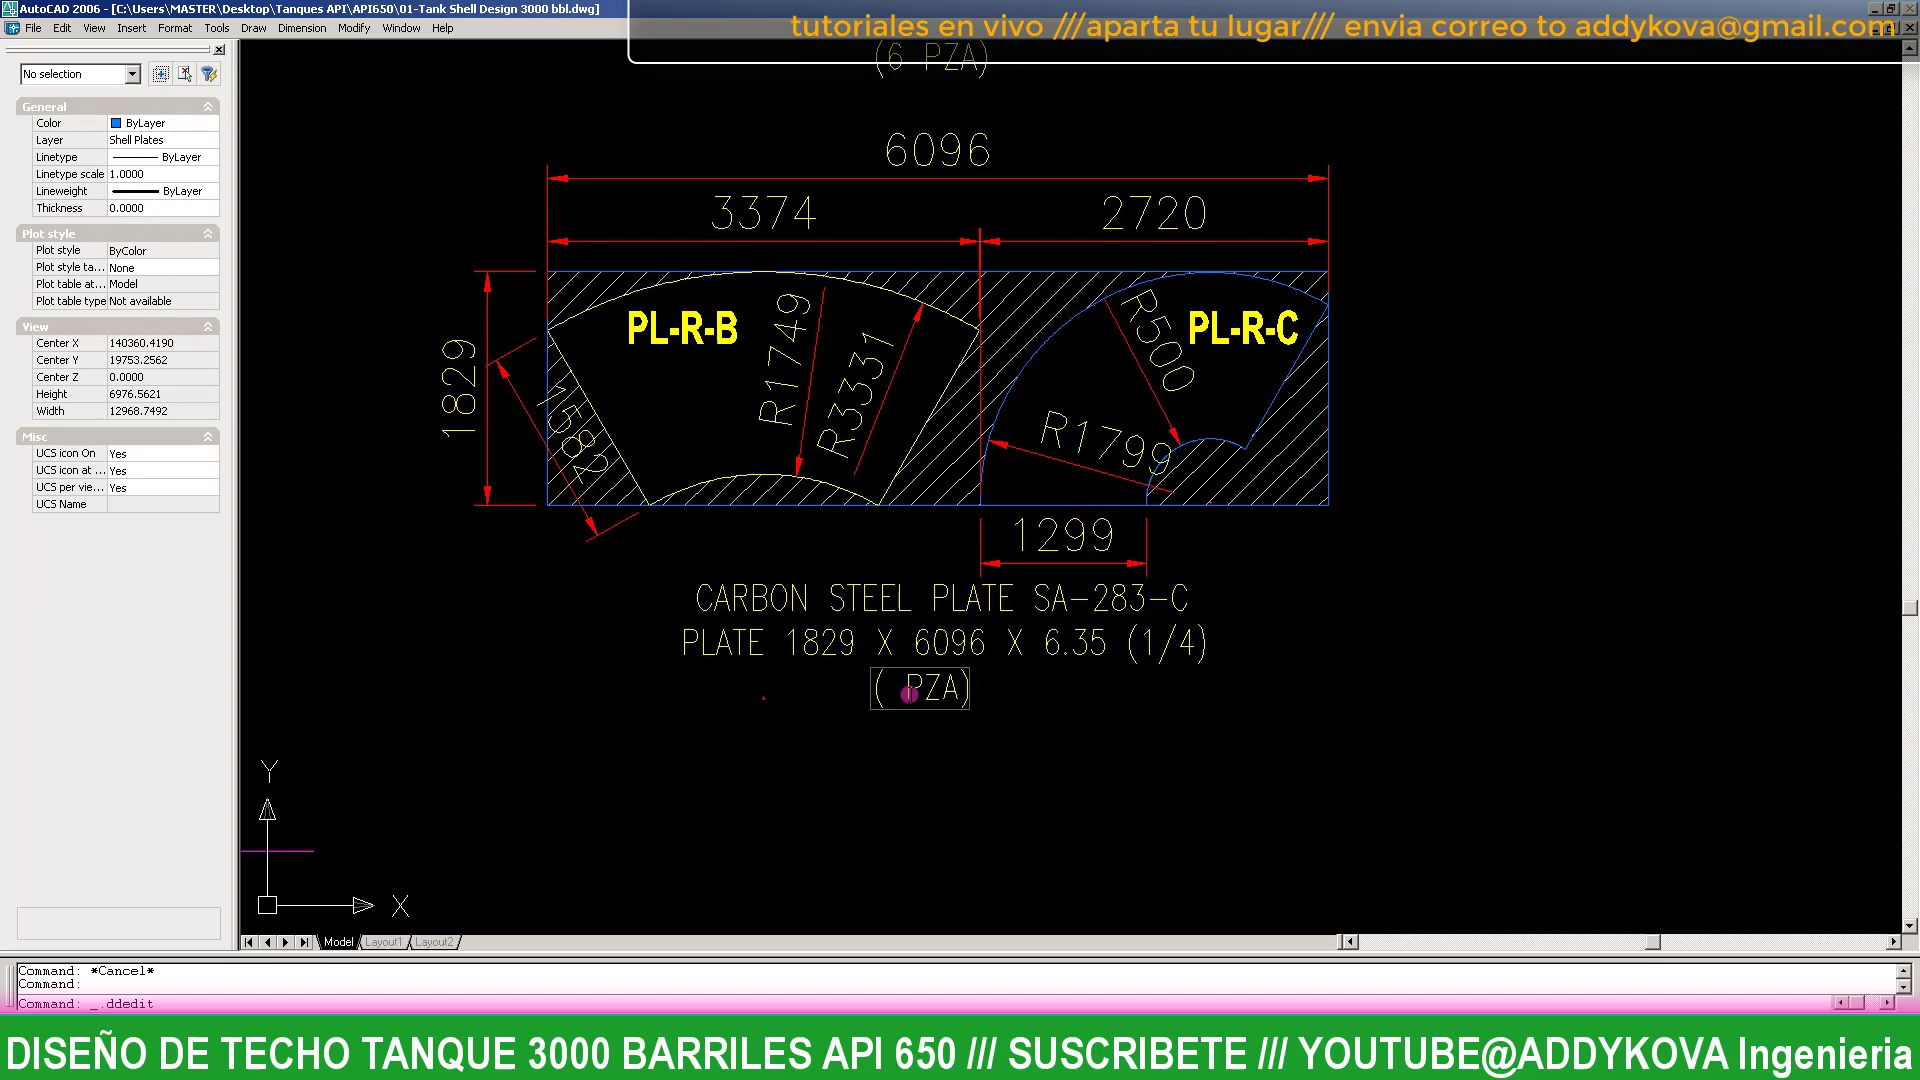 AutoCAD 2006 - [C:\Users\MASTER\Desktop\Tanques API\API650\01-Tank Shell Design 3000 bbl.dwg]
tutoriales en vivo ///aparta tu lugar/// envia correo to addykova@gmail.com
File Edit View Insert Format Tools Draw Dimension Modify Window Help
No selection
General
Color ByLayer
Layer Shell Plates
Linetype ByLayer
Linetype scale 1.0000
Lineweight ByLayer
Thickness 0.0000
Plot style
Plot style ByColor
Plot style ta... None
Plot table at... Model
Plot table type Not available
View
Center X 140360.4190
Center Y 19753.2562
Center Z 0.0000
Height 6976.5621
Width 12968.7492
Misc
UCS icon On Yes
UCS icon at ... Yes
UCS per vie... Yes
UCS Name
(6 PZA)
6096
3374
2720
1829
PL-R-B
R1749
R3331
1582
R500
PL-R-C
R1799
1299
CARBON STEEL PLATE SA-283-C
PLATE 1829 X 6096 X 6.35 (1/4)
( PZA)
Y
X
Model Layout1 Layout2
Command: *Cancel*
Command:
Command: _.ddedit
DISEÑO DE TECHO TANQUE 3000 BARRILES API 650 /// SUSCRIBETE /// YOUTUBE@ADDYKOVA Ingenieria